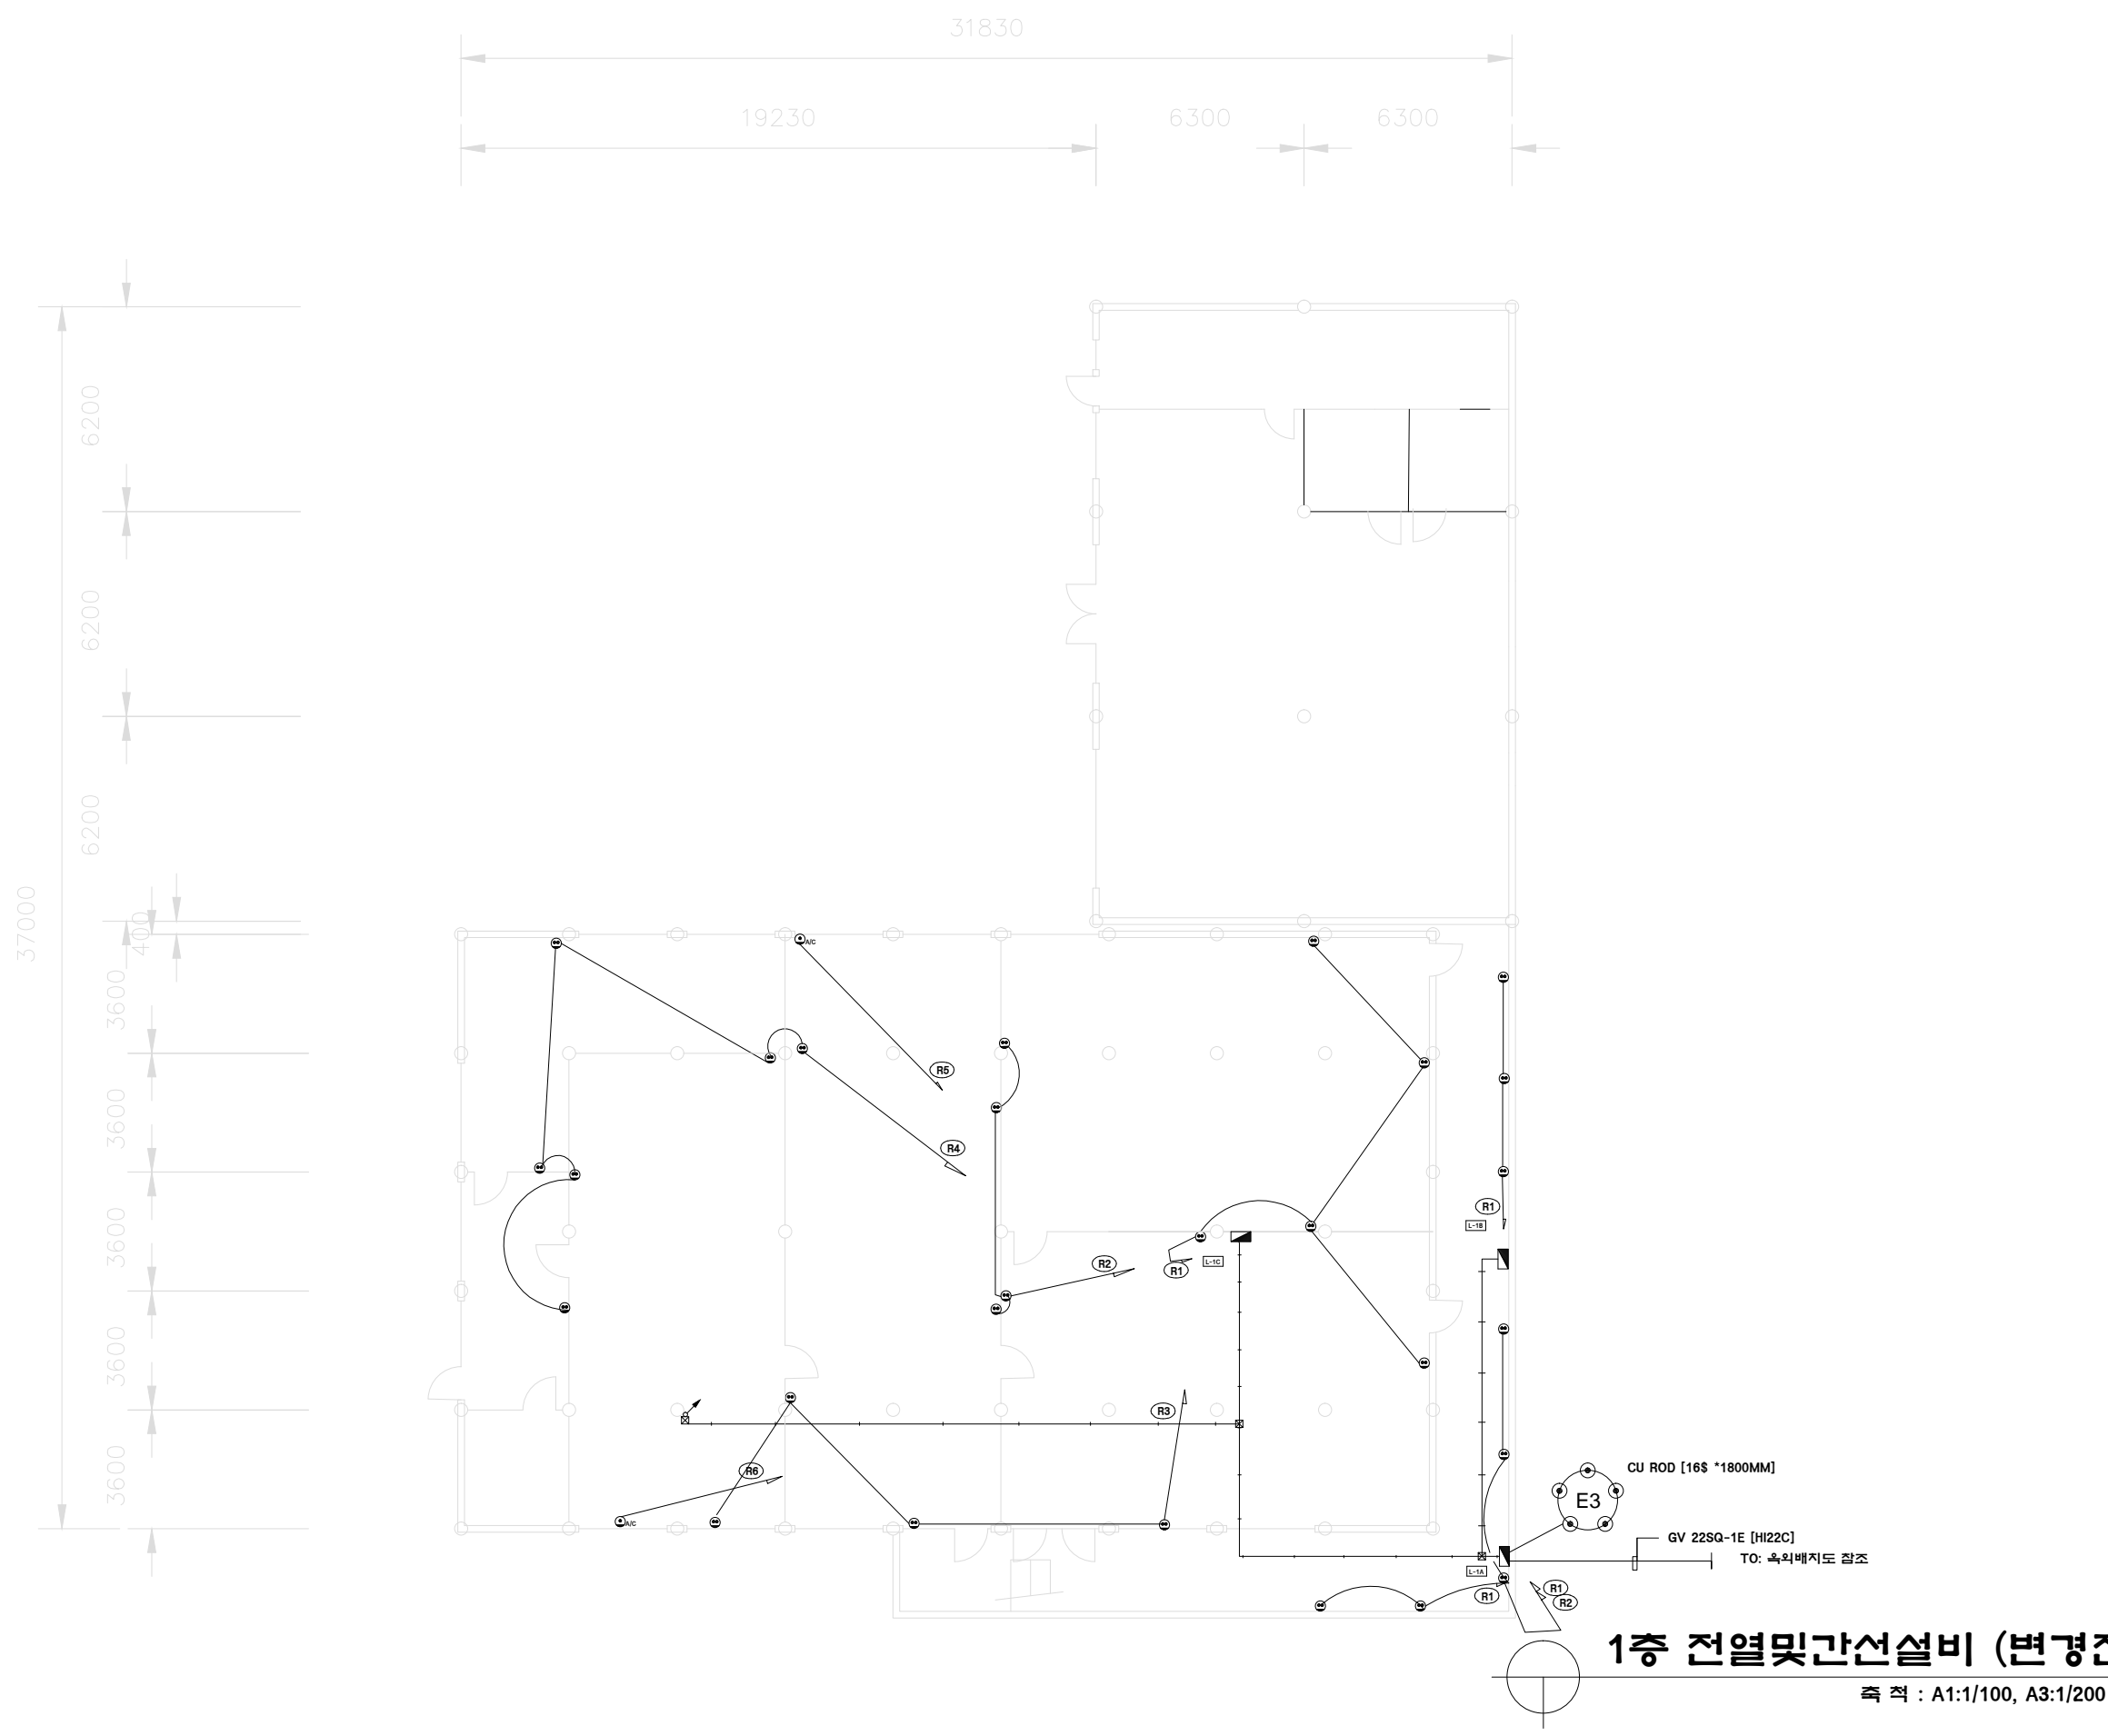 31830
19230
6300
6300
6200
6200
6200
37000
400
3600
3600
3600
3600
3600
A/C
R5
R4
R1
L-1B
R2
R1
L-1C
R3
R6
A/C
E3
CU ROD [16$ *1800MM]
GV 22SQ-1E [HI22C]
TO: 옥외배치도 참조
L-1A
R1
R1
R2
1층 전열및간선설비 (변경전
축 척 : A1:1/100, A3:1/200